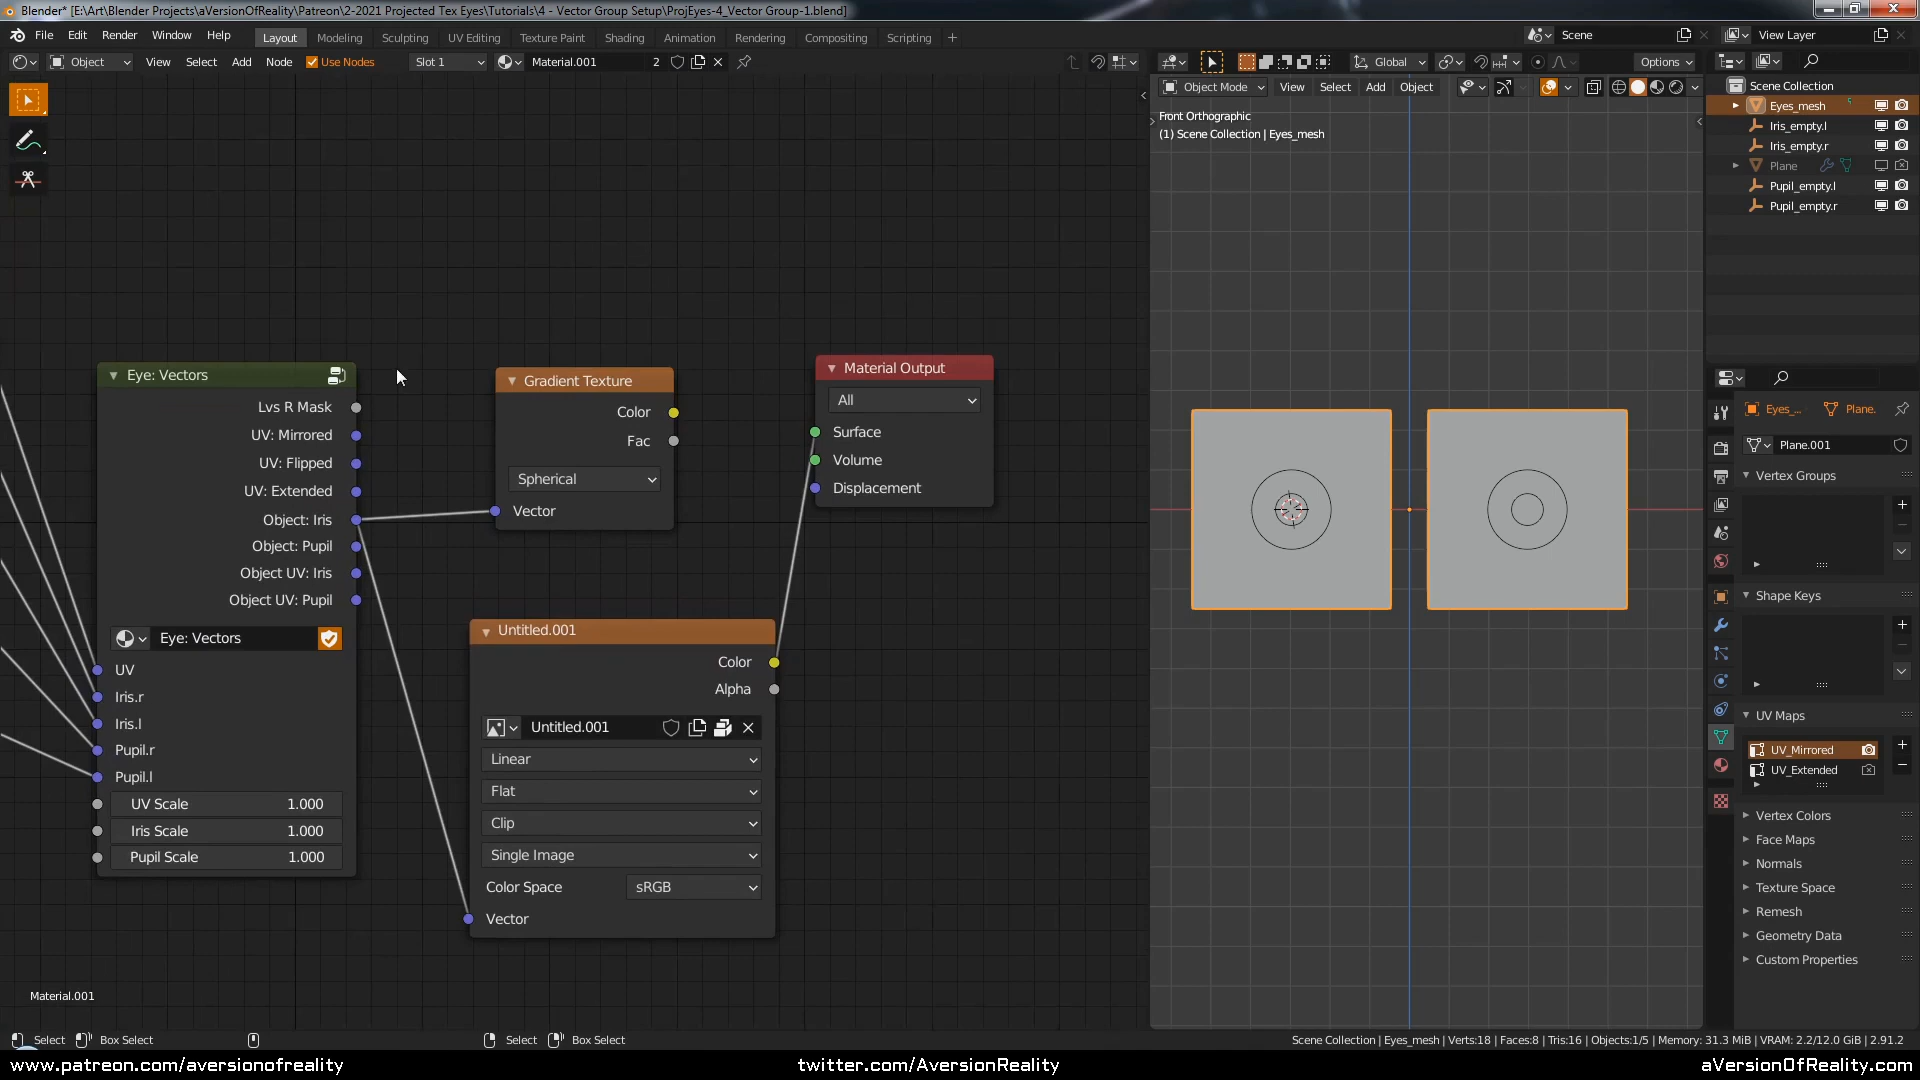 Blender* [E:\Art\Blender Projects\aVersionOfReality\Patreon\2-2021 Projected Tex Eyes\Tutorials\4 - Vector Group Setup\ProjEyes-4_Vector Group-1.blend]
File Edit Render Window Help Layout Modeling Sculpting UV Editing Texture Paint Shading Animation Rendering Compositing Scripting + Scene View Layer
Object View Select Add Node Use Nodes Slot 1 Material.001 2 Global Options
Object Mode View Select Add Object
Front Orthographic
(1) Scene Collection | Eyes_mesh
Scene Collection
Eyes_mesh
Iris_empty.l
Iris_empty.r
Plane
Pupil_empty.l
Pupil_empty.r
Eye: Vectors
Lvs R Mask
UV: Mirrored
UV: Flipped
UV: Extended
Object: Iris
Object: Pupil
Object UV: Iris
Object UV: Pupil
Eye: Vectors
UV
Iris.r
Iris.l
Pupil.r
Pupil.l
UV Scale 1.000
Iris Scale 1.000
Pupil Scale 1.000
Gradient Texture
Color
Fac
Spherical
Vector
Untitled.001
Color
Alpha
Untitled.001
Linear
Flat
Clip
Single Image
Color Space sRGB
Vector
Material Output
All
Surface
Volume
Displacement
Eyes_... Plane.
Plane.001
Vertex Groups
Shape Keys
UV Maps
UV_Mirrored
UV_Extended
Vertex Colors
Face Maps
Normals
Texture Space
Remesh
Geometry Data
Custom Properties
Material.001
Select Box Select Select Box Select Scene Collection | Eyes_mesh | Verts:18 | Faces:8 | Tris:16 | Objects:1/5 | Memory: 31.3 MiB | VRAM: 2.2/12.0 GiB | 2.91.2
www.patreon.com/aversionofreality twitter.com/AversionReality aVersionOfReality.com